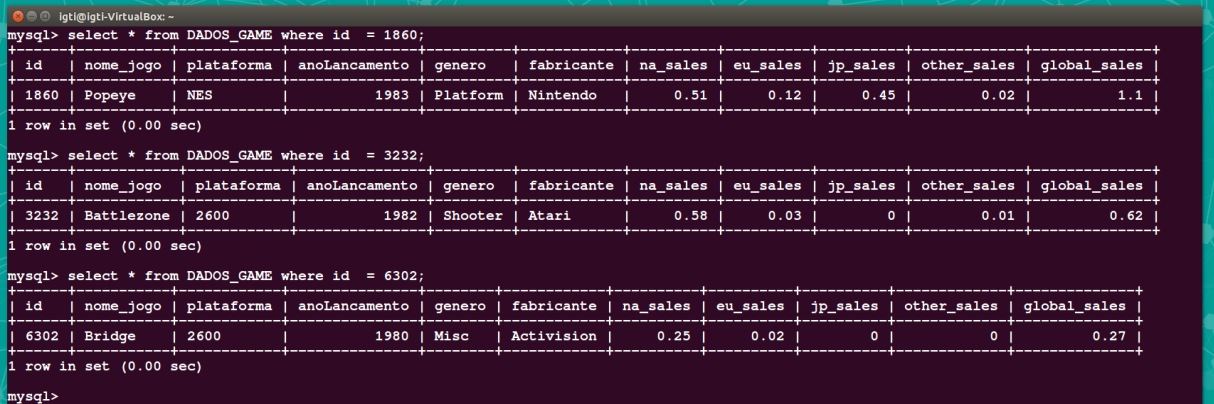 igti@igti-VirtualBox: ~
mysql> select * from DADOS_GAME where id  = 1860;
+------+-----------+------------+---------------+----------+------------+----------+----------+----------+-------------+--------------+
| id   | nome_jogo | plataforma | anoLancamento | genero   | fabricante | na_sales | eu_sales | jp_sales | other_sales | global_sales |
+------+-----------+------------+---------------+----------+------------+----------+----------+----------+-------------+--------------+
| 1860 | Popeye    | NES        |          1983 | Platform | Nintendo   |     0.51 |     0.12 |     0.45 |        0.02 |          1.1 |
+------+-----------+------------+---------------+----------+------------+----------+----------+----------+-------------+--------------+
1 row in set (0.00 sec)
mysql> select * from DADOS_GAME where id  = 3232;
+------+------------+------------+---------------+---------+------------+----------+----------+----------+-------------+--------------+
| id   | nome_jogo  | plataforma | anoLancamento | genero  | fabricante | na_sales | eu_sales | jp_sales | other_sales | global_sales |
+------+------------+------------+---------------+---------+------------+----------+----------+----------+-------------+--------------+
| 3232 | Battlezone | 2600       |          1982 | Shooter | Atari      |     0.58 |     0.03 |        0 |        0.01 |         0.62 |
+------+------------+------------+---------------+---------+------------+----------+----------+----------+-------------+--------------+
1 row in set (0.00 sec)
mysql> select * from DADOS_GAME where id  = 6302;
+------+-----------+------------+---------------+--------+------------+----------+----------+----------+-------------+--------------+
| id   | nome_jogo | plataforma | anoLancamento | genero | fabricante | na_sales | eu_sales | jp_sales | other_sales | global_sales |
+------+-----------+------------+---------------+--------+------------+----------+----------+----------+-------------+--------------+
| 6302 | Bridge    | 2600       |          1980 | Misc   | Activision |     0.25 |     0.02 |        0 |           0 |         0.27 |
+------+-----------+------------+---------------+--------+------------+----------+----------+----------+-------------+--------------+
1 row in set (0.00 sec)
mysql>